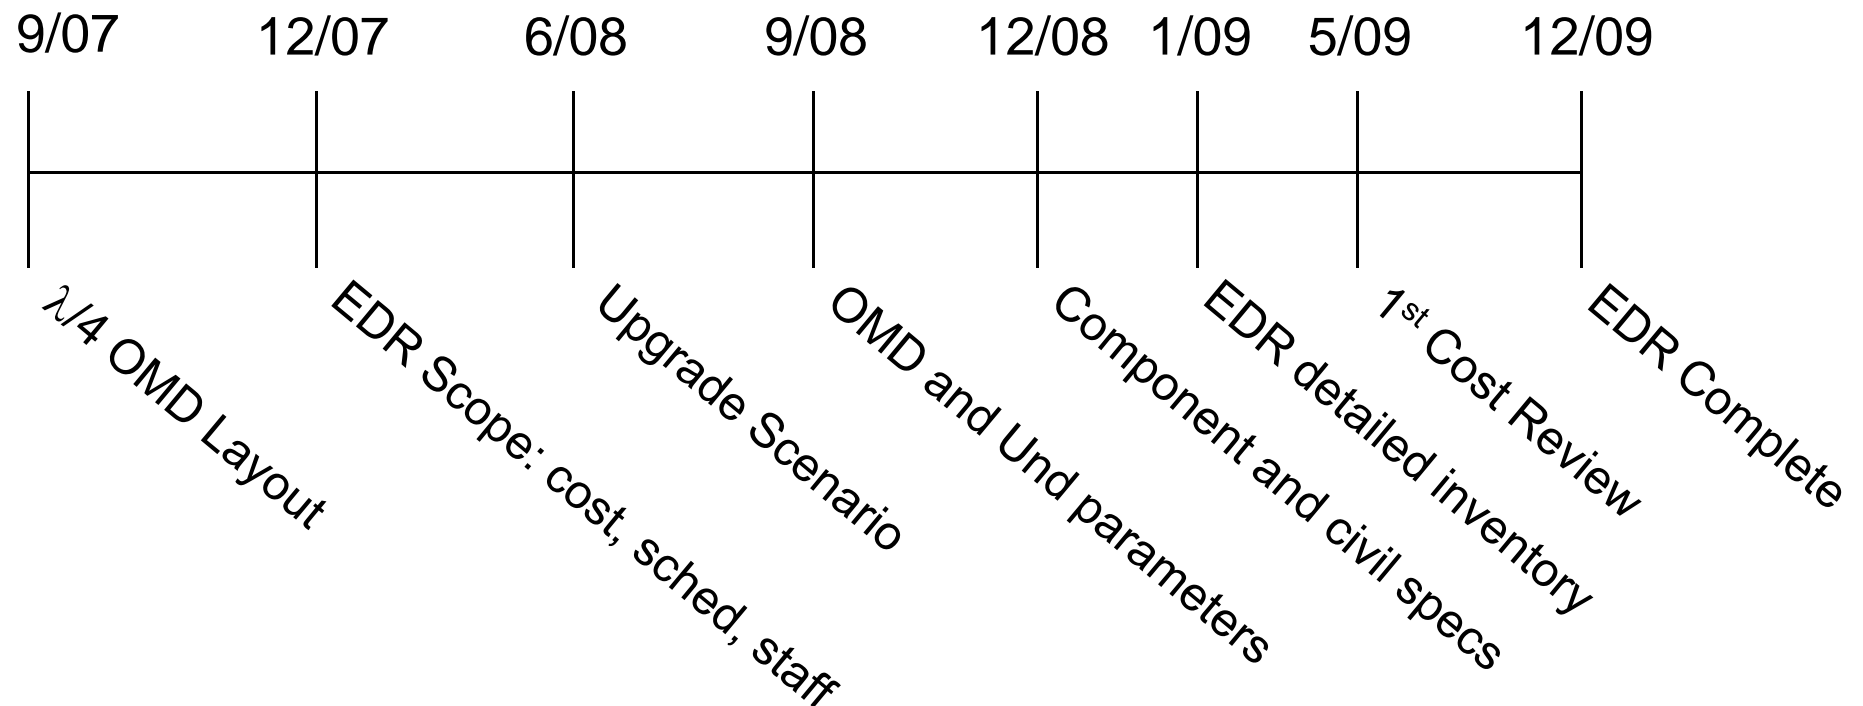 9/07 12/07 6/08 9/08 12/08 1/09 5/09 12/09
λ/4 OMD Layout
EDR Scope: cost, sched, staff
Upgrade Scenario
OMD and Und parameters
Component and civil specs
EDR detailed inventory
1st Cost Review
EDR Complete